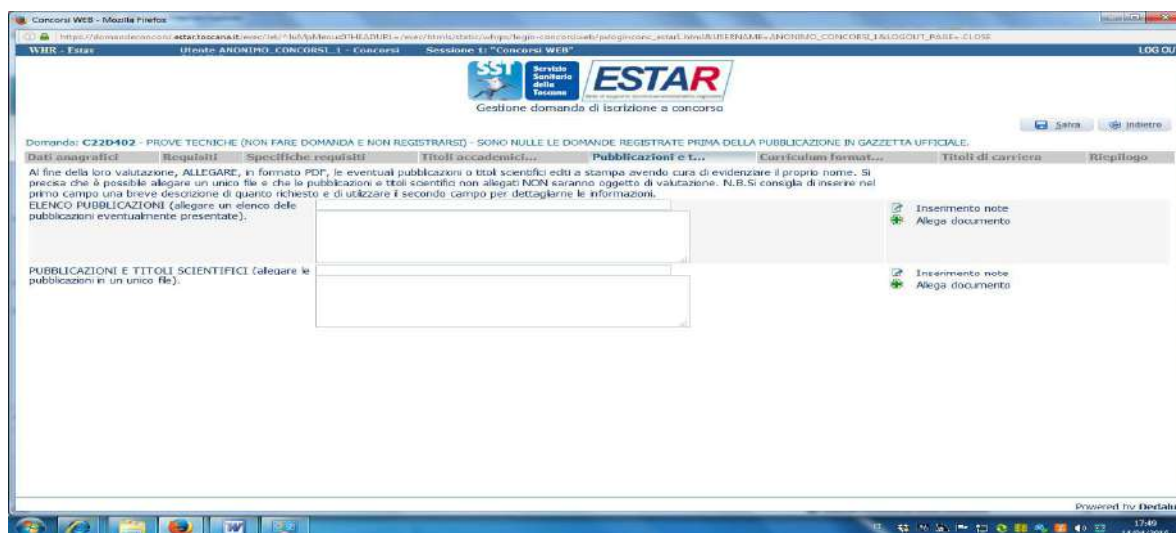 Concorsi WEB - Mozilla Firefox
WHR - Estav Utente ANONIMO_CONCORSI_1 - Concorsi Sessione 1: "Concorsi WEB" LOG OU
SST Servizio Sanitario della Toscana ESTAR
Gestione domanda di iscrizione a concorso
Salva Indietro
Domanda: C22D402 - PROVE TECNICHE (NON FARE DOMANDA E NON REGISTRARSI) - SONO NULLE LE DOMANDE REGISTRATE PRIMA DELLA PUBBLICAZIONE IN GAZZETTA UFFICIALE.
Dati anagrafici Requisiti Specifiche requisiti Titoli accademici... Pubblicazioni e t... Curriculum format... Titoli di carriera Riepilogo
Al fine della loro valutazione, ALLEGARE, in formato PDF, le eventuali pubblicazioni o titoli scientifici editi a stampa avendo cura di evidenziare il proprio nome. Si
precisa che è possibile allegare un unico file e che le pubblicazioni e titoli scientifici non allegati NON saranno oggetto di valutazione. N.B.Si consiglia di inserire nel
primo campo una breve descrizione di quanto richiesto e di utilizzare il secondo campo per dettagliarne le informazioni.
ELENCO PUBBLICAZIONI (allegare un elenco delle
pubblicazioni eventualmente presentate).
Inserimento note
Allega documento
PUBBLICAZIONI E TITOLI SCIENTIFICI (allegare le
pubblicazioni in un unico file).
Inserimento note
Allega documento
Powered by Dedalu
17:49